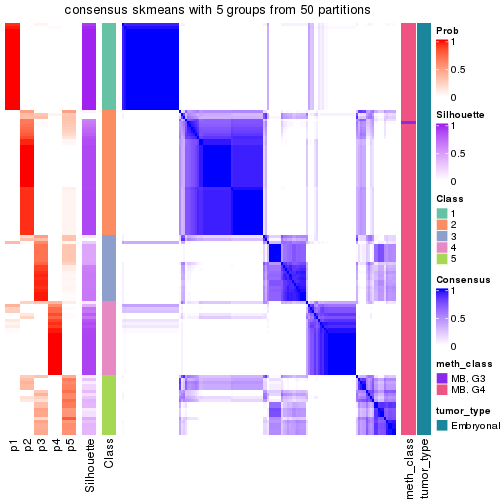 consensus skmeans with 5 groups from 50 partitions
p1
p2
p3
p4
p5
Silhouette
Class
meth_class
tumor_type
Prob
1
0.5
0
Silhouette
1
0.5
0
Class
1
2
3
4
5
Consensus
1
0.5
0
meth_class
MB. G3
MB. G4
tumor_type
Embryonal